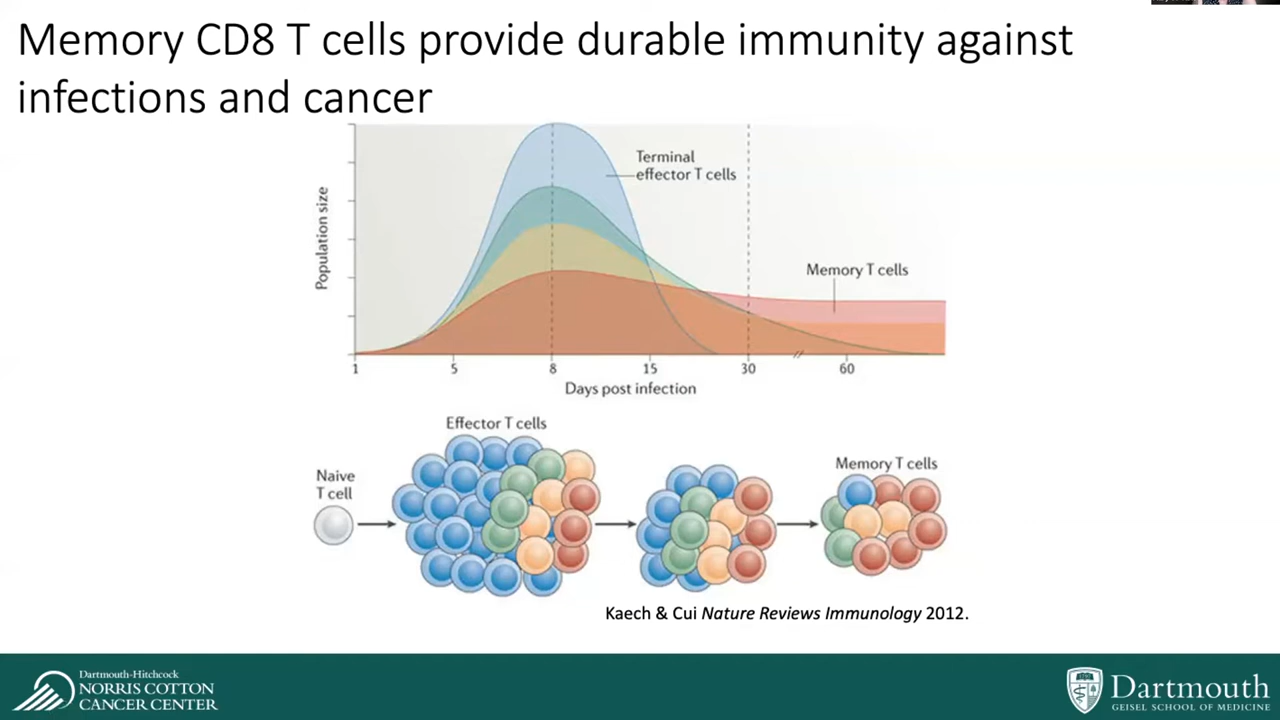 Memory CD8 T cells provide durable immunity against
infections and cancer
Terminal
effector T cells
Population size
Memory T cells
1
5
8
15
30
60
Days post infection
Effector T cells
Naive
T cell
Memory T cells
Kaech & Cui Nature Reviews Immunology 2012.
Dartmouth-Hitchcock
NORRIS COTTON
CANCER CENTER
Dartmouth
GEISEL SCHOOL OF MEDICINE